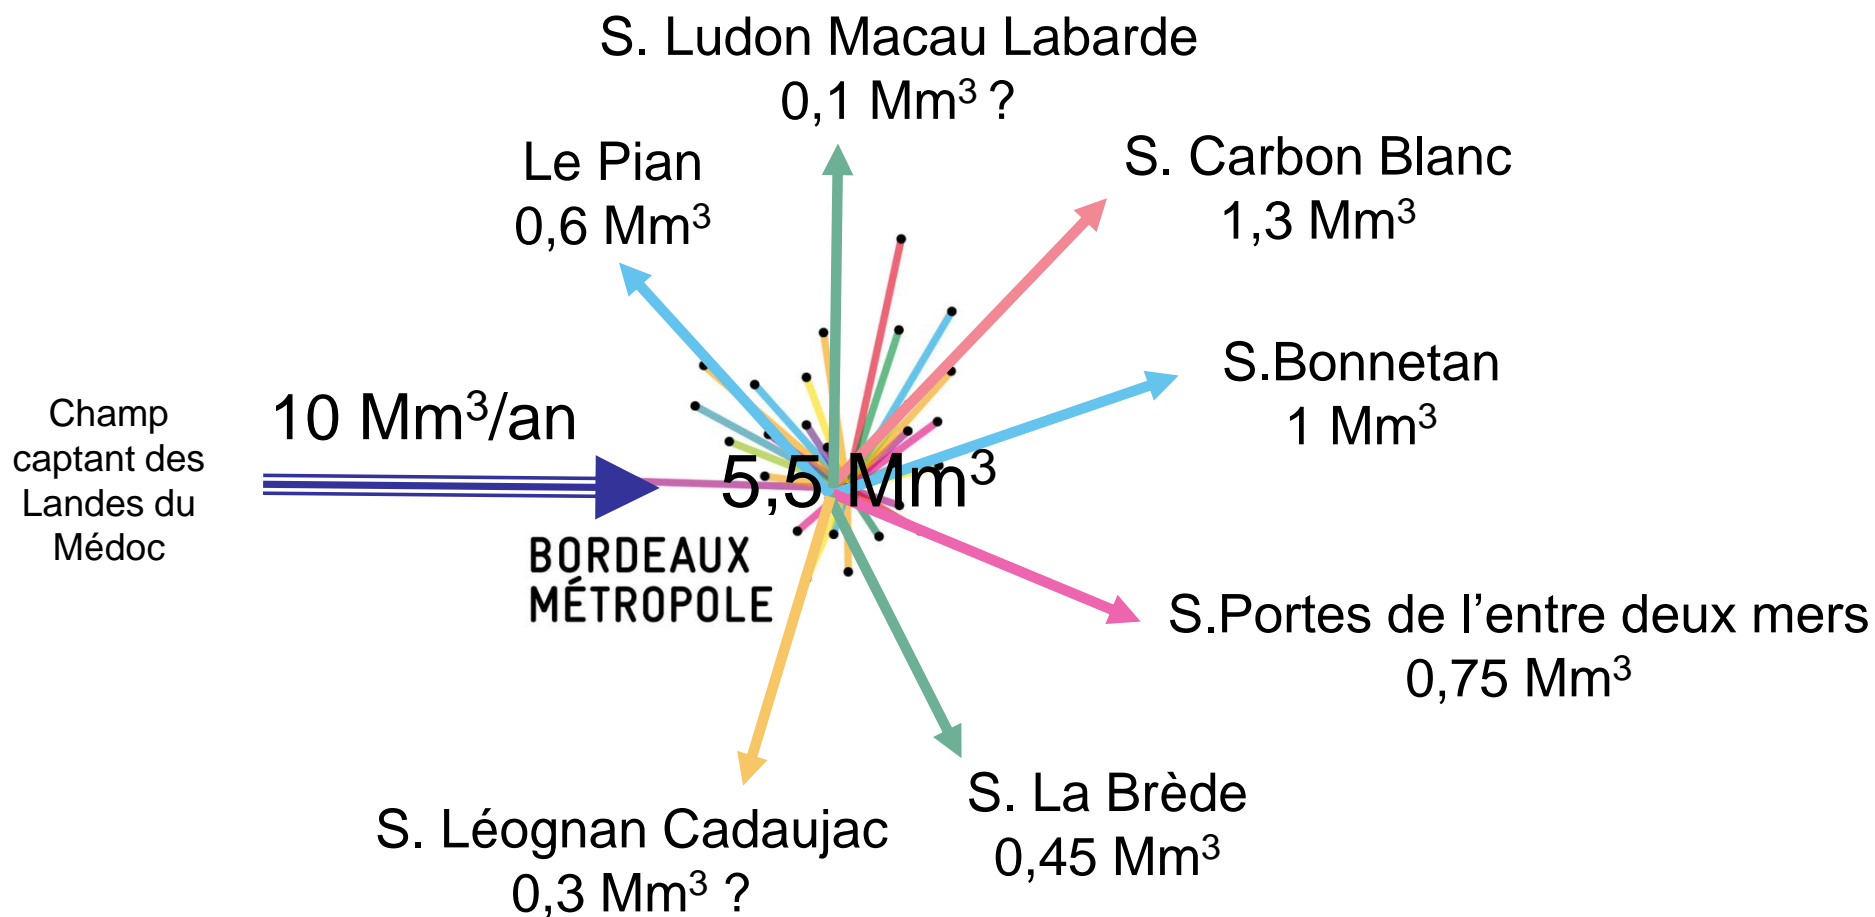 S. Ludon Macau Labarde
0,1 Mm³ ?
Le Pian
0,6 Mm³
S. Carbon Blanc
1,3 Mm³
S.Bonnetan
1 Mm³
Champ
captant des
Landes du
Médoc
10 Mm³/an
5,5 Mm³
BORDEAUX
MÉTROPOLE
S.Portes de l’entre deux mers
0,75 Mm³
S. La Brède
0,45 Mm³
S. Léognan Cadaujac
0,3 Mm³ ?